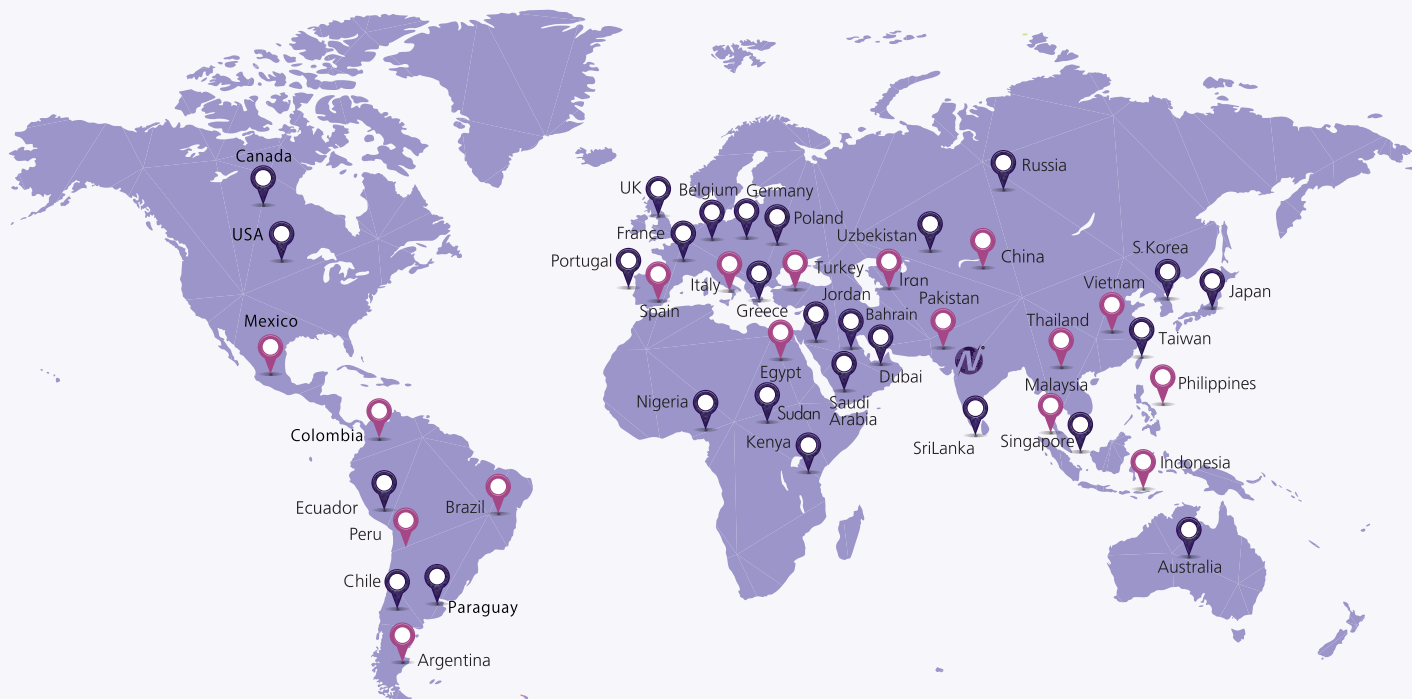 Canada
USA
Mexico
Colombia
Ecuador
Brazil
Peru
Chile
Paraguay
Argentina
UK
Belgium
Germany
Poland
France
Portugal
Spain
Italy
Greece
Turkey
Russia
Uzbekistan
China
Iran
Jordan
Pakistan
Bahrain
Egypt
Dubai
Saudi
Arabia
Nigeria
Sudan
Kenya
S.Korea
Japan
Vietnam
Thailand
Taiwan
Malaysia
Philippines
SriLanka
Singapore
Indonesia
Australia
N